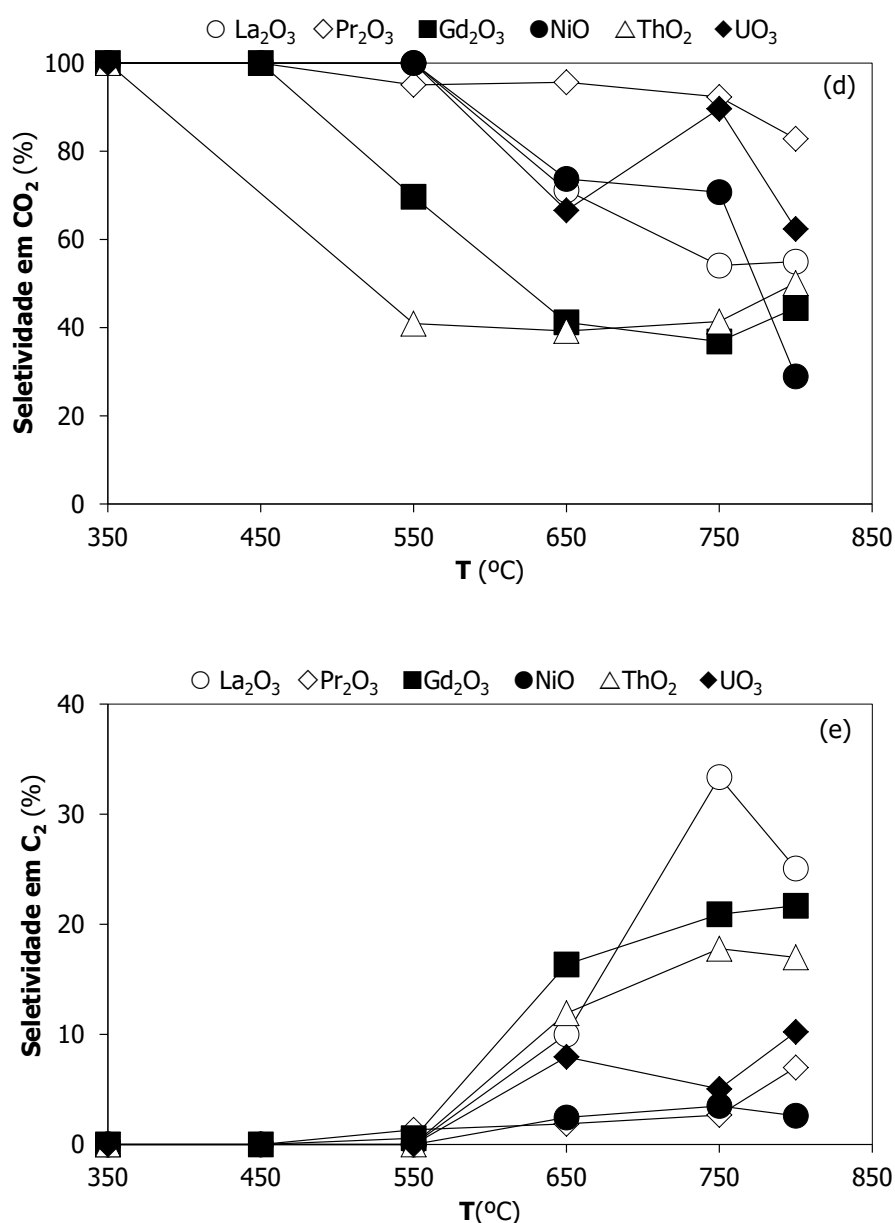 La₂O₃ Pr₂O₃ Gd₂O₃ NiO ThO₂ UO₃
(d)
Seletividade em CO₂ (%)
100
80
60
40
20
0
350 450 550 650 750 850
T (ºC)
La₂O₃ Pr₂O₃ Gd₂O₃ NiO ThO₂ UO₃
(e)
Seletividade em C₂ (%)
40
30
20
10
0
350 450 550 650 750 850
T(ºC)